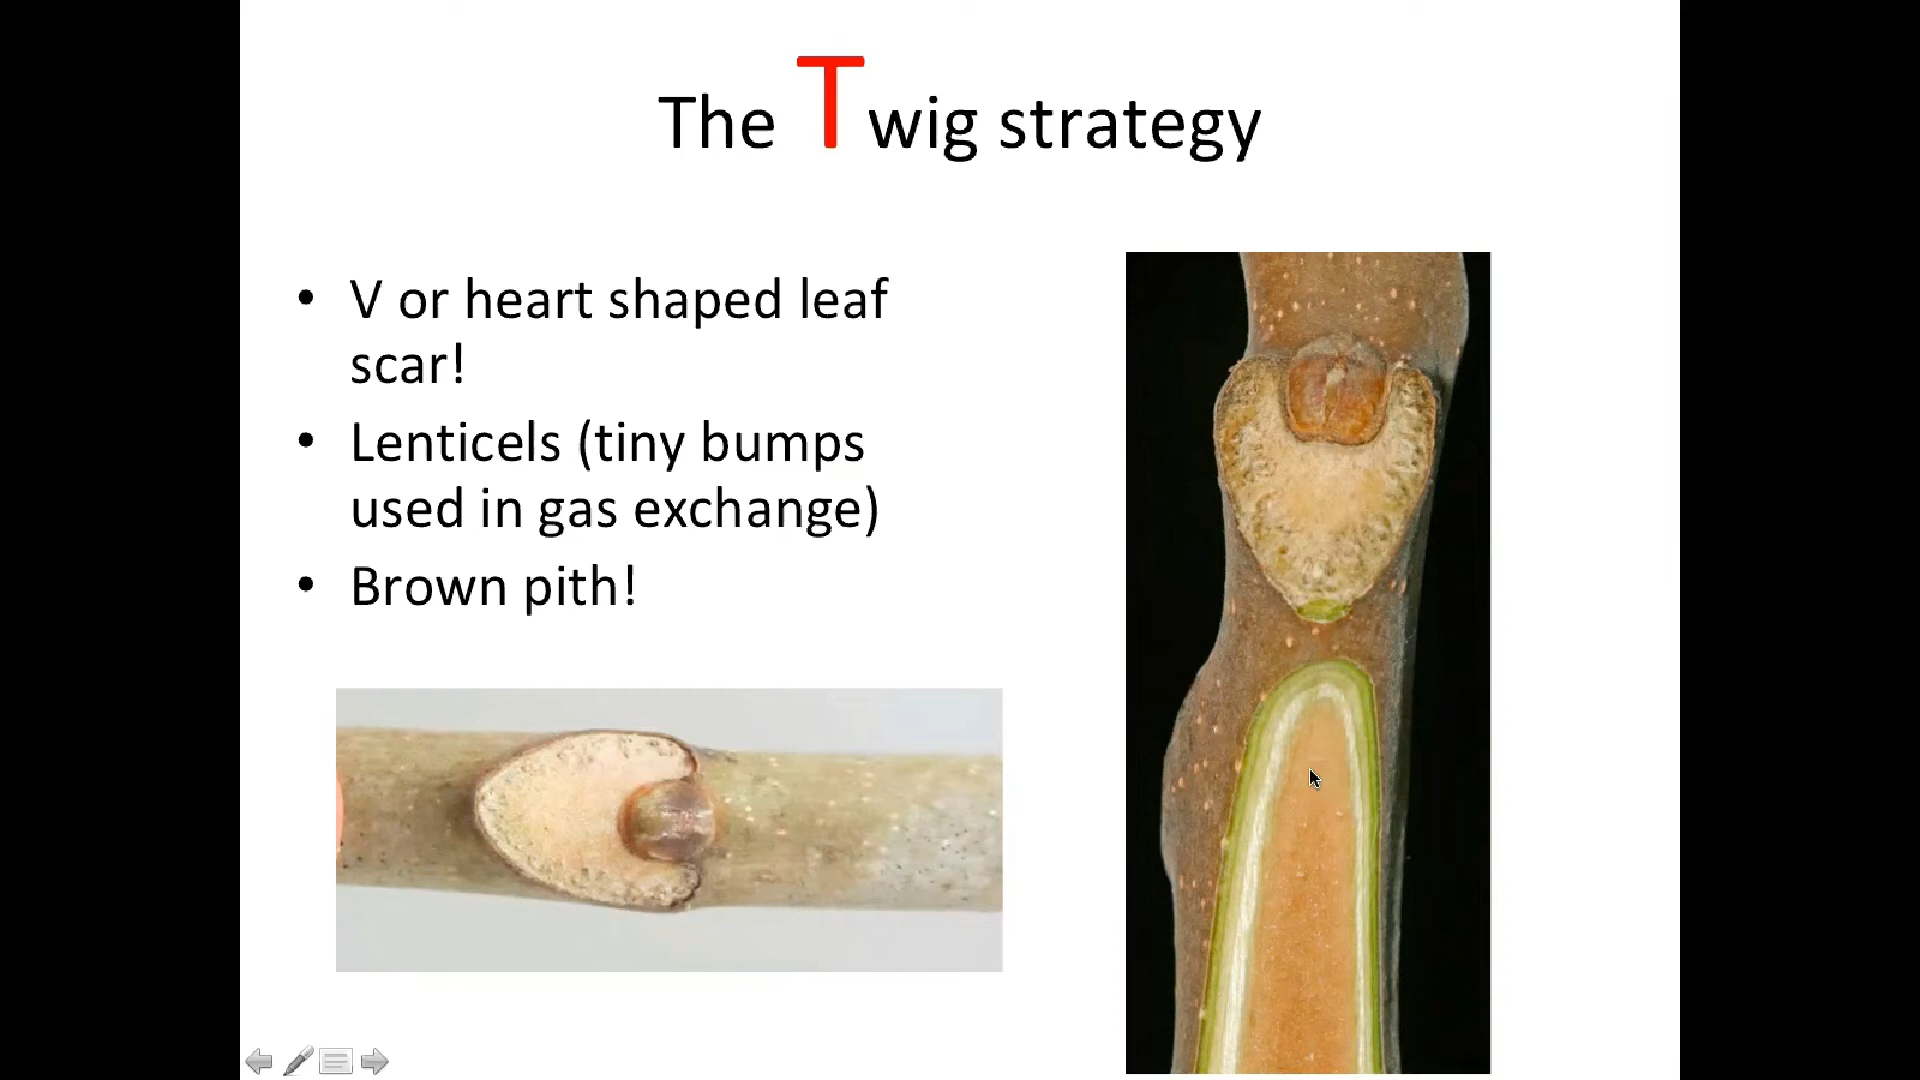 The Twig strategy
• V or heart shaped leaf
scar!
• Lenticels (tiny bumps
used in gas exchange)
• Brown pith!